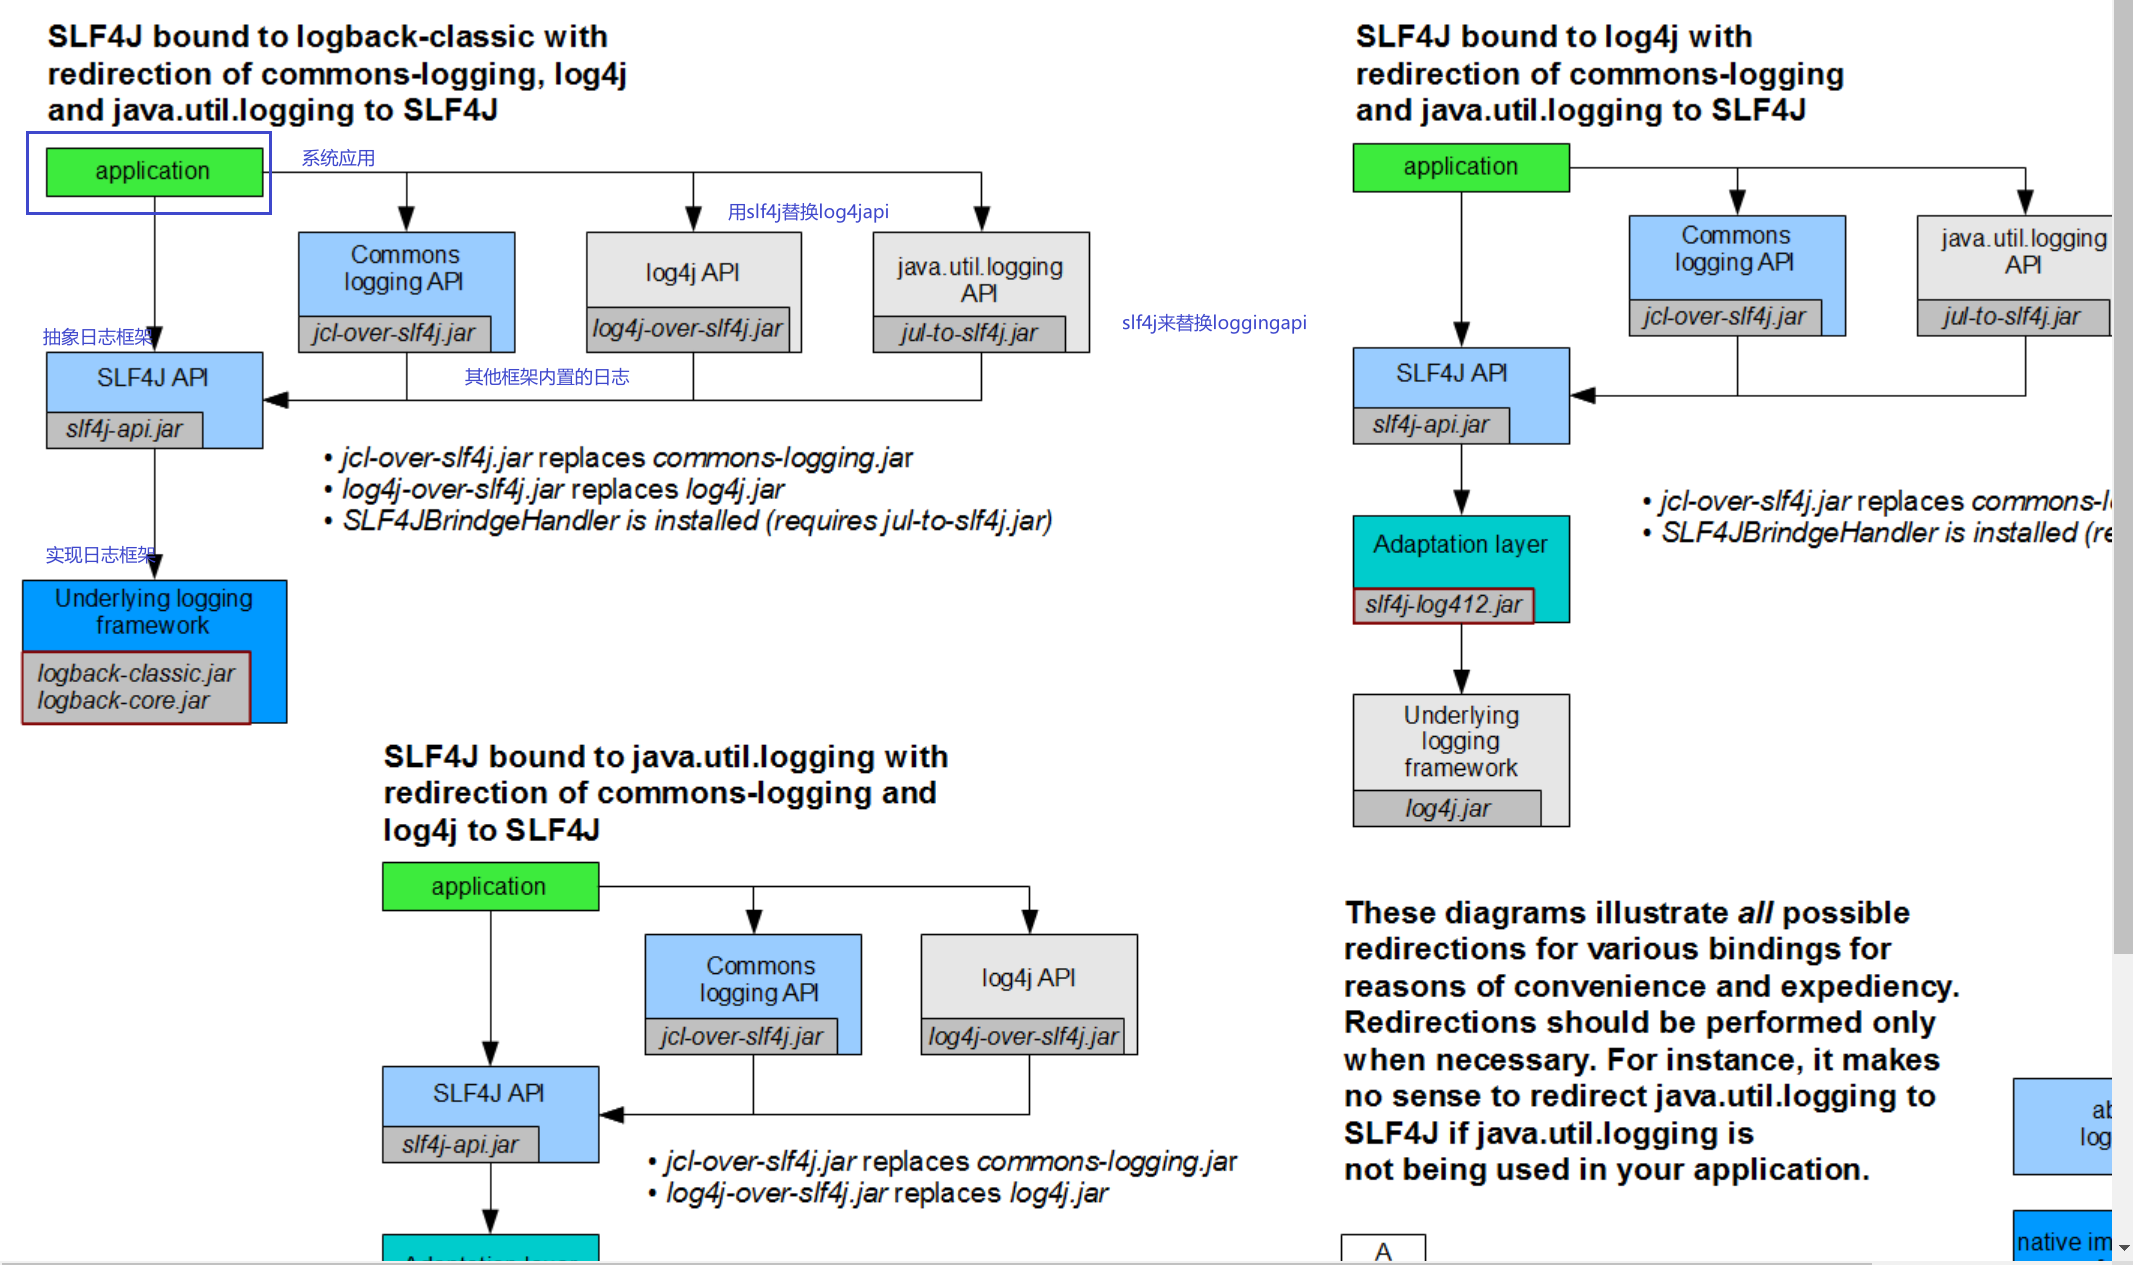 SLF4J bound to logback-classic with
redirection of commons-logging, log4j
and java.util.logging to SLF4J
application
系统应用
用slf4j替换log4japi
Commons
logging API
jcl-over-slf4j.jar
log4j API
log4j-over-slf4j.jar
java.util.logging
API
jul-to-slf4j.jar
slf4j来替换loggingapi
抽象日志框架
其他框架内置的日志
SLF4J API
slf4j-api.jar
• jcl-over-slf4j.jar replaces commons-logging.jar
• log4j-over-slf4j.jar replaces log4j.jar
• SLF4JBrindgeHandler is installed (requires jul-to-slf4j.jar)
实现日志框架
Underlying logging
framework
logback-classic.jar
logback-core.jar
SLF4J bound to log4j with
redirection of commons-logging
and java.util.logging to SLF4J
application
Commons
logging API
jcl-over-slf4j.jar
java.util.logging
API
jul-to-slf4j.jar
SLF4J API
slf4j-api.jar
• jcl-over-slf4j.jar replaces
• SLF4JBrindgeHandler is installed
Adaptation layer
slf4j-log412.jar
Underlying
logging
framework
log4j.jar
SLF4J bound to java.util.logging with
redirection of commons-logging and
log4j to SLF4J
application
Commons
logging API
jcl-over-slf4j.jar
log4j API
log4j-over-slf4j.jar
SLF4J API
slf4j-api.jar
• jcl-over-slf4j.jar replaces commons-logging.jar
• log4j-over-slf4j.jar replaces log4j.jar
These diagrams illustrate all possible
redirections for various bindings for
reasons of convenience and expediency.
Redirections should be performed only
when necessary. For instance, it makes
no sense to redirect java.util.logging to
SLF4J if java.util.logging is
not being used in your application.
A
native